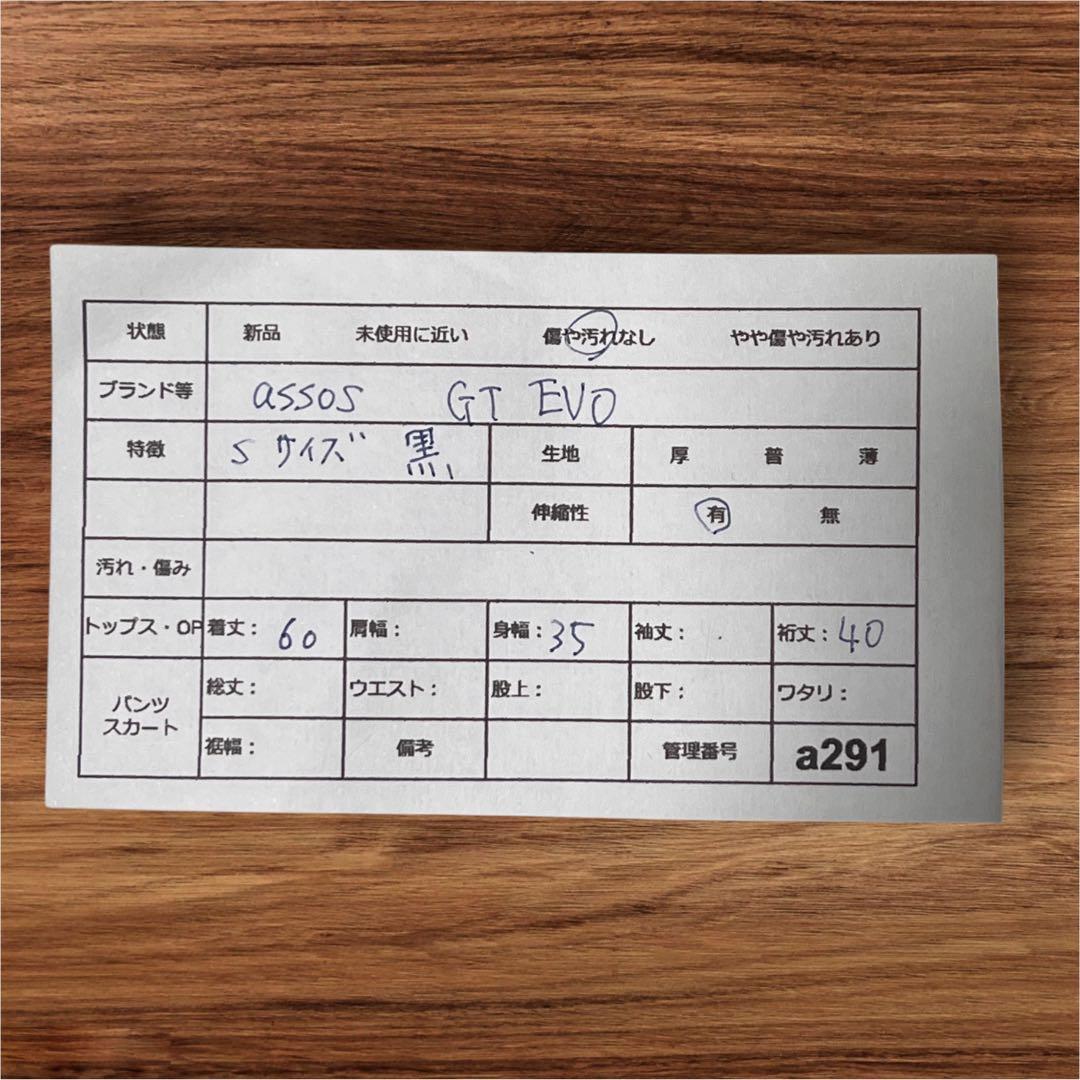 状態 新品 未使用に近い 傷や汚れなし やや傷や汚れあり
ブランド等 assos GT EVO
特徴 Sサイズ 黒、 生地 厚 普 薄
伸縮性 有 無
汚れ・傷み
トップス・OP 着丈: 60 肩幅: 身幅: 35 袖丈: 裄丈: 40
パンツ スカート 総丈: ウエスト: 股上: 股下: ワタリ:
裾幅: 備考 管理番号 a291